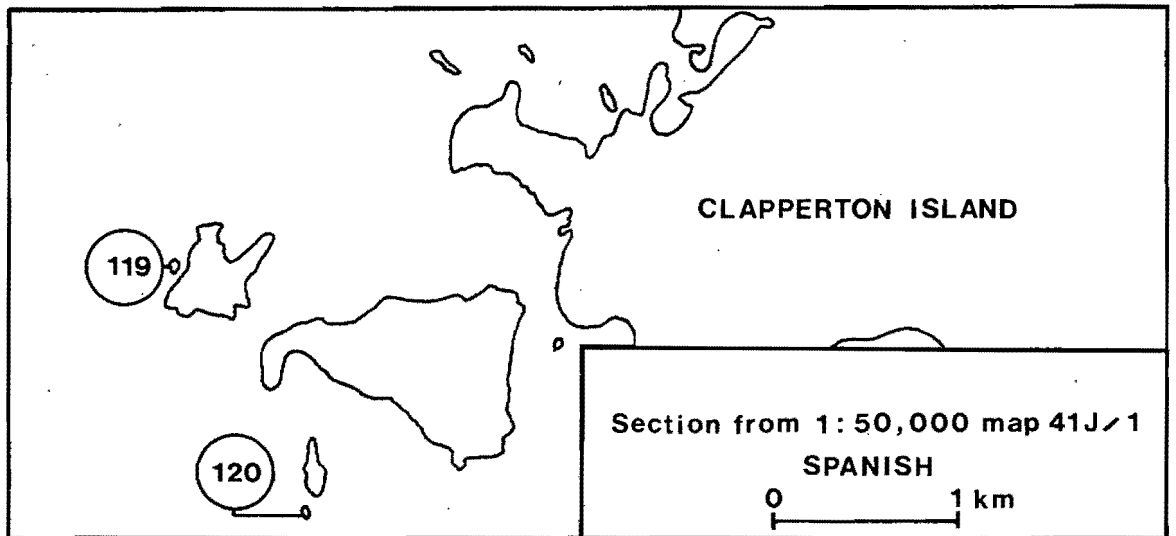 CLAPPERTON ISLAND
119
120
Section from 1:50,000 map 41J/1
SPANISH
0 1 km